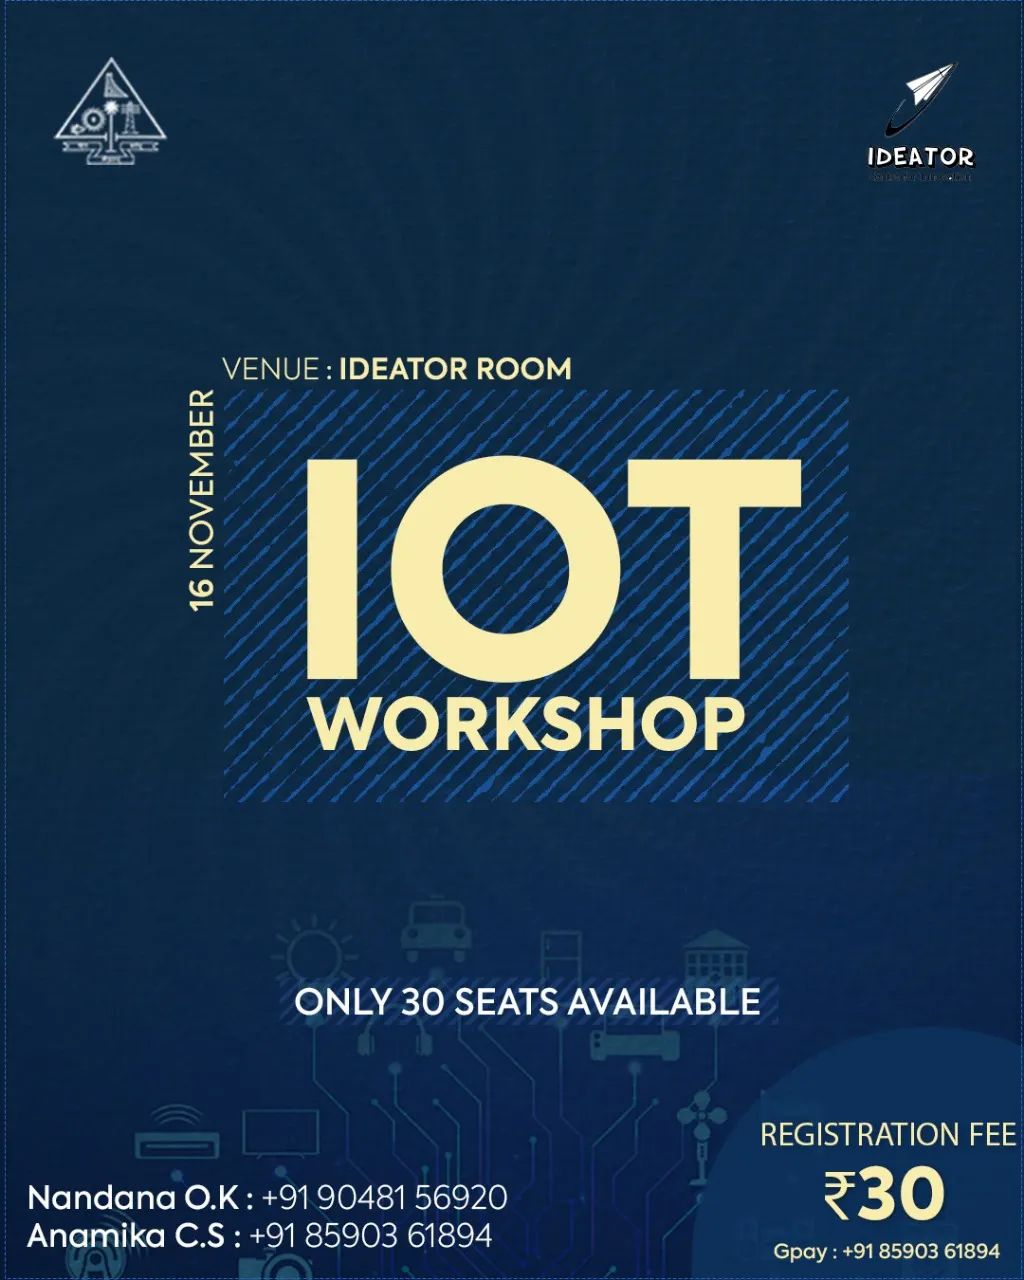 IDEATOR
VENUE : IDEATOR ROOM
16 NOVEMBER
IOT
WORKSHOP
ONLY 30 SEATS AVAILABLE
REGISTRATION FEE
₹30
Gpay : +91 85903 61894
Nandana O.K : +91 90481 56920
Anamika C.S : +91 85903 61894